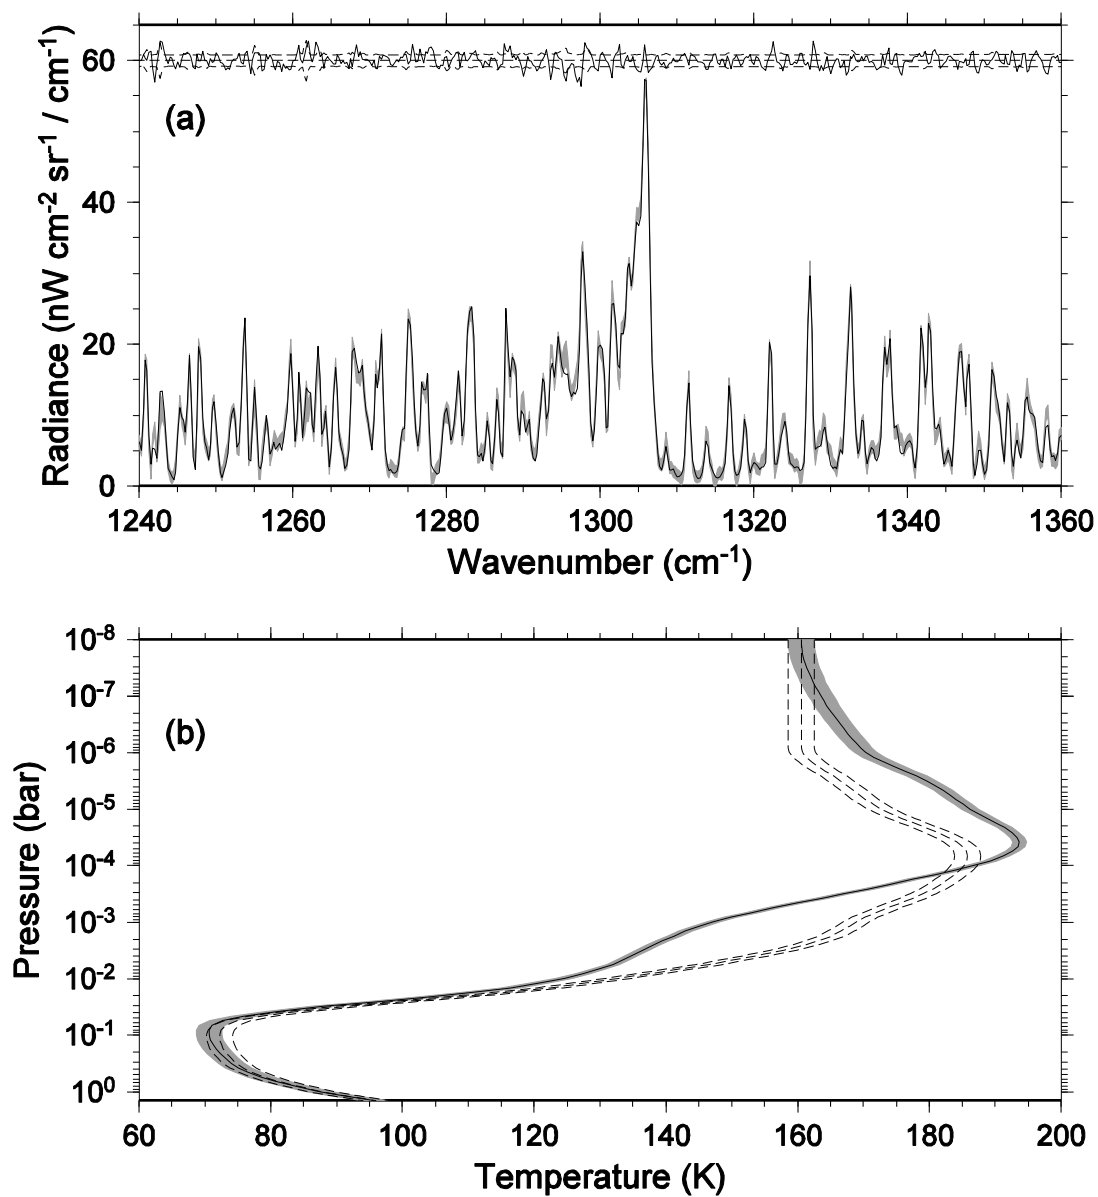 (a)
Radiance (nW cm⁻² sr⁻¹ / cm⁻¹)
60
40
20
0
1240 1260 1280 1300 1320 1340 1360
Wavenumber (cm⁻¹)
(b)
Pressure (bar)
10⁻⁸
10⁻⁷
10⁻⁶
10⁻⁵
10⁻⁴
10⁻³
10⁻²
10⁻¹
10⁰
60 80 100 120 140 160 180 200
Temperature (K)